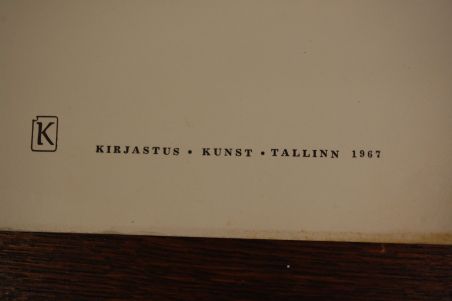 K
KIRJASTUS • KUNST • TALLINN 1967